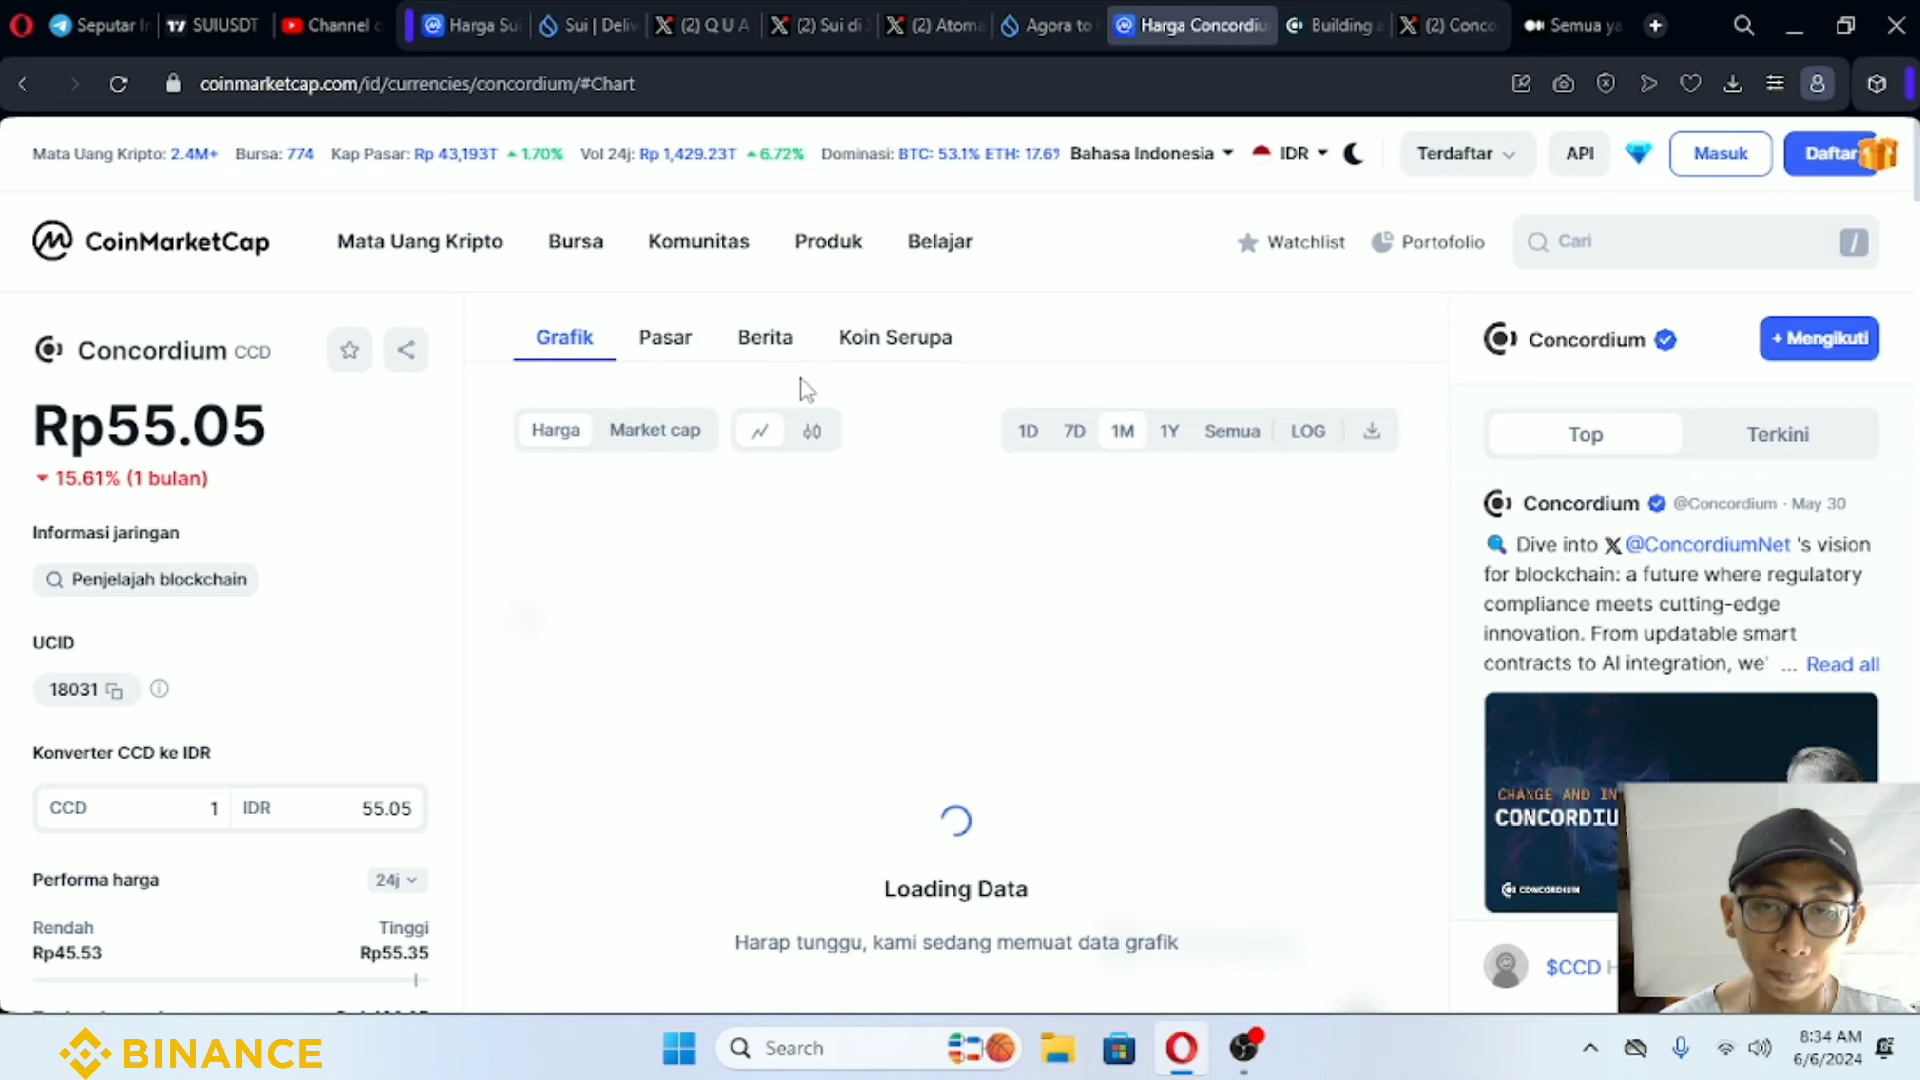 Seputar In
SUIUSDT
Channel c
Harga Sui
Sui | Deliv
(2) Q U A
(2) Sui di
(2) Atoma
Agora to
Harga Concordiu
Building a
(2) Conco
Semua ya
coinmarketcap.com/id/currencies/concordium/#Chart
Mata Uang Kripto: 2.4M+ Bursa: 774 Kap Pasar: Rp 43,193T 1.70% Vol 24j: Rp 1,429.23T 6.72% Dominasi: BTC: 53.1% ETH: 17.6% Bahasa Indonesia IDR Terdaftar API Masuk Daftar
CoinMarketCap Mata Uang Kripto Bursa Komunitas Produk Belajar Watchlist Portofolio Cari /
Concordium CCD
Rp55.05
15.61% (1 bulan)
Informasi jaringan
Penjelajah blockchain
UCID
18031
Konverter CCD ke IDR
CCD 1 IDR 55.05
Performa harga 24j
Rendah Tinggi
Rp45.53 Rp55.35
Grafik Pasar Berita Koin Serupa
Harga Market cap 1D 7D 1M 1Y Semua LOG
Loading Data
Harap tunggu, kami sedang memuat data grafik
Concordium + Mengikuti
Top Terkini
Concordium @Concordium · May 30
Dive into X@ConcordiumNet 's vision
for blockchain: a future where regulatory
compliance meets cutting-edge
innovation. From updatable smart
contracts to AI integration, we' ... Read all
CHANGE AND IN
CONCORDIU
CONCORDIUM
$CCD
BINANCE
Search
8:34 AM
6/6/2024